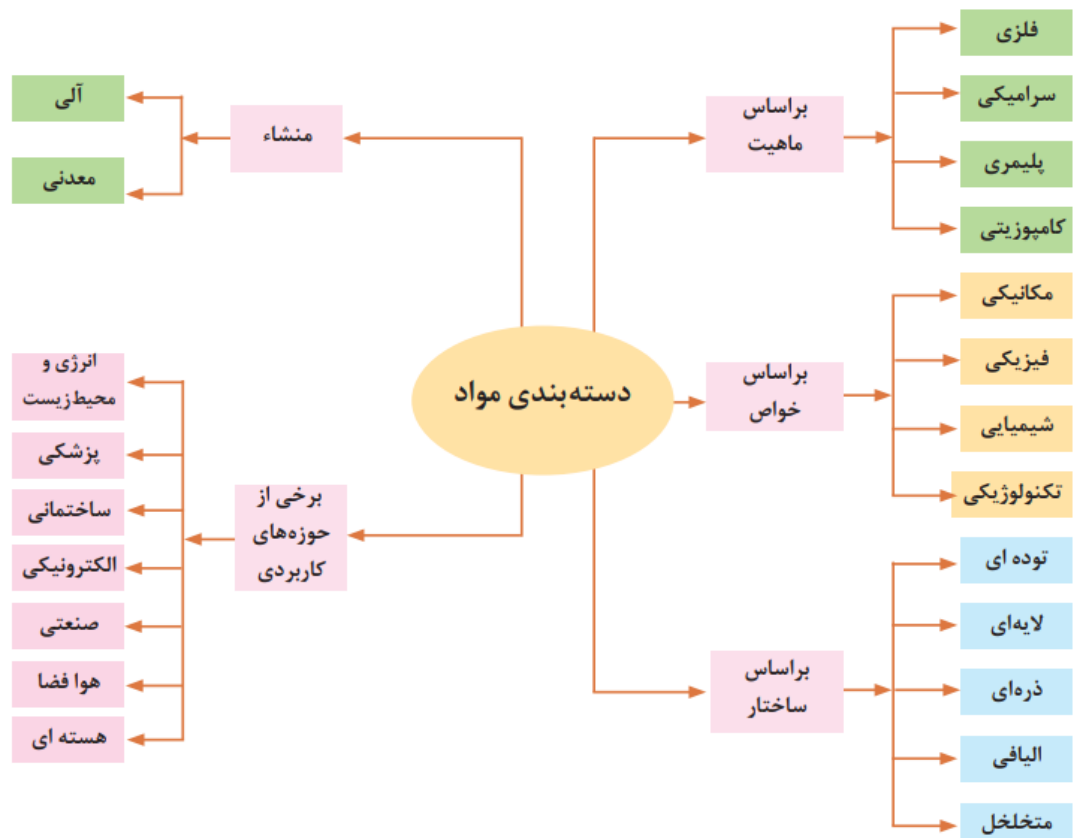 دسته‌بندی مواد
براساس
ماهیت
فلزی
سرامیکی
پلیمری
کامپوزیتی
براساس
خواص
مکانیکی
فیزیکی
شیمیایی
تکنولوژیکی
براساس
ساختار
توده ای
لایه‌ای
ذره‌ای
الیافی
متخلخل
منشاء
آلی
معدنی
برخی از
حوزه‌های
کاربردی
انرژی و
محیط‌زیست
پزشکی
ساختمانی
الکترونیکی
صنعتی
هوا فضا
هسته ای